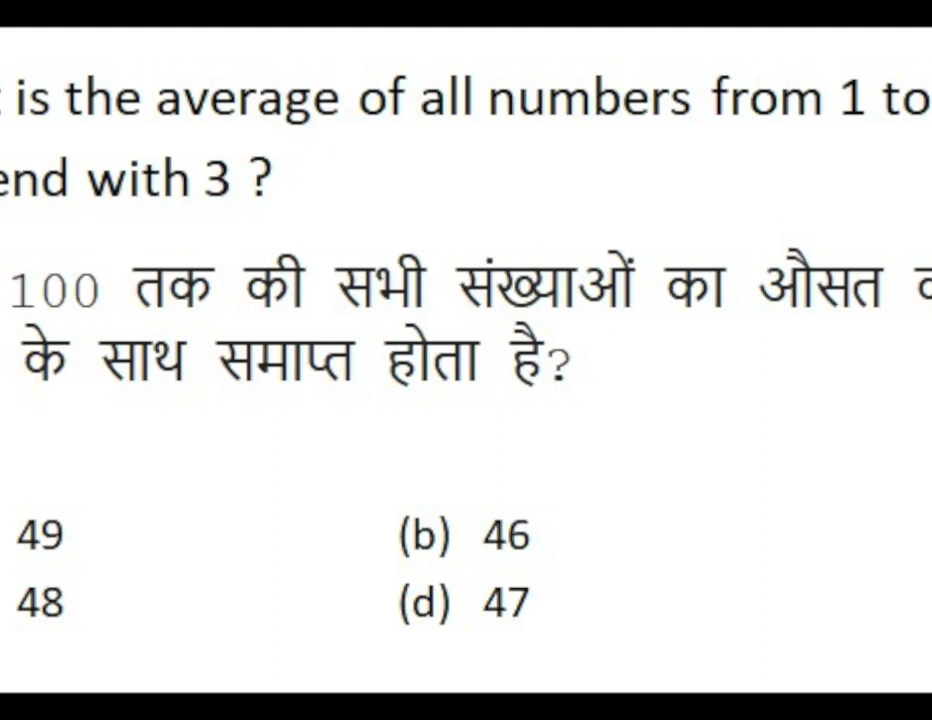 is the average of all numbers from 1 to
end with 3 ?
100 तक की सभी संख्याओं का औसत
के साथ समाप्त होता है?
49 (b) 46
48 (d) 47